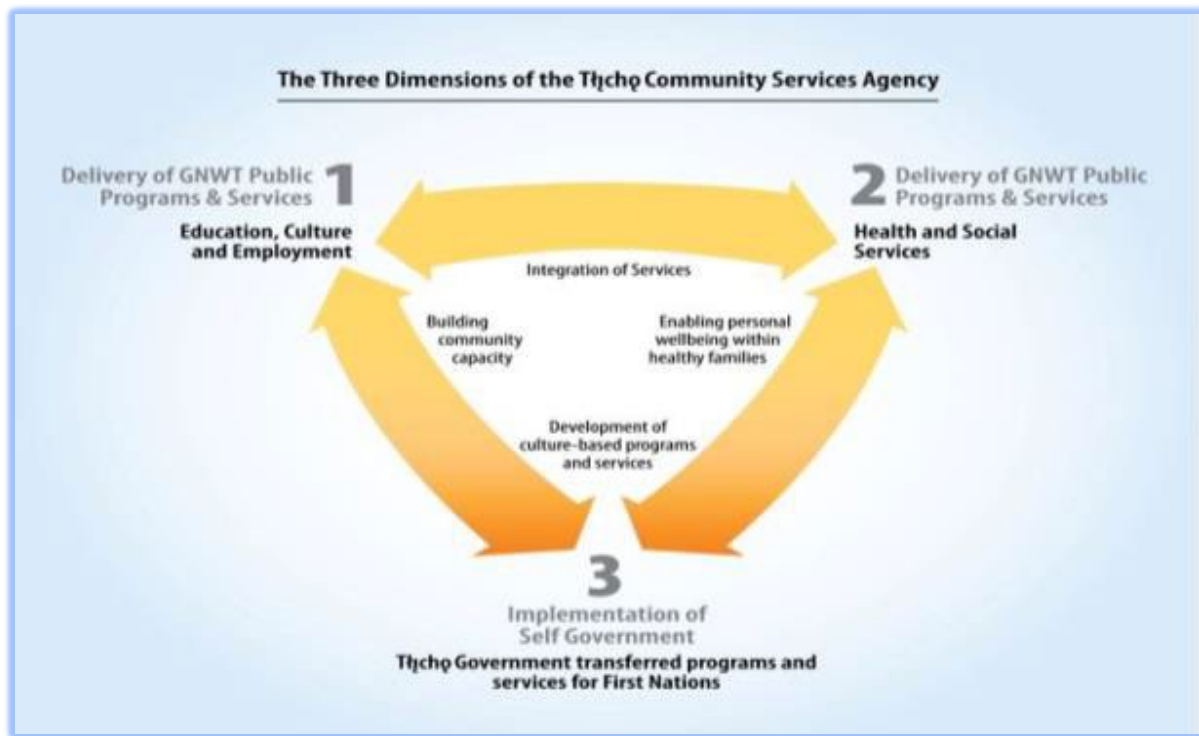 The Three Dimensions of the Tłı̨chǫ Community Services Agency
Delivery of GNWT Public
Programs & Services
1
Education, Culture
and Employment
2
Delivery of GNWT Public
Programs & Services
Health and Social
Services
Integration of Services
Building
community
capacity
Enabling personal
wellbeing within
healthy families
Development of
culture-based programs
and services
3
Implementation of
Self Government
Tłı̨chǫ Government transferred programs and
services for First Nations